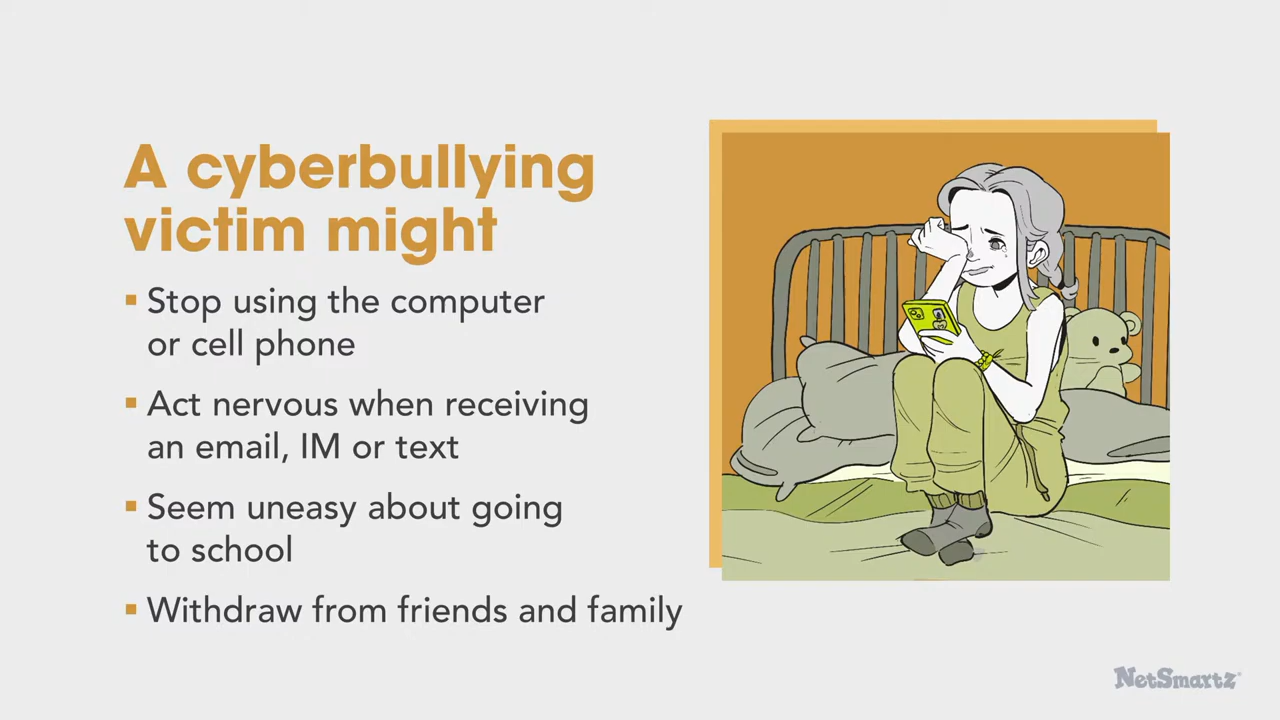 A cyberbullying
victim might
▪ Stop using the computer
or cell phone
▪ Act nervous when receiving
an email, IM or text
▪ Seem uneasy about going
to school
▪ Withdraw from friends and family
NetSmartz®